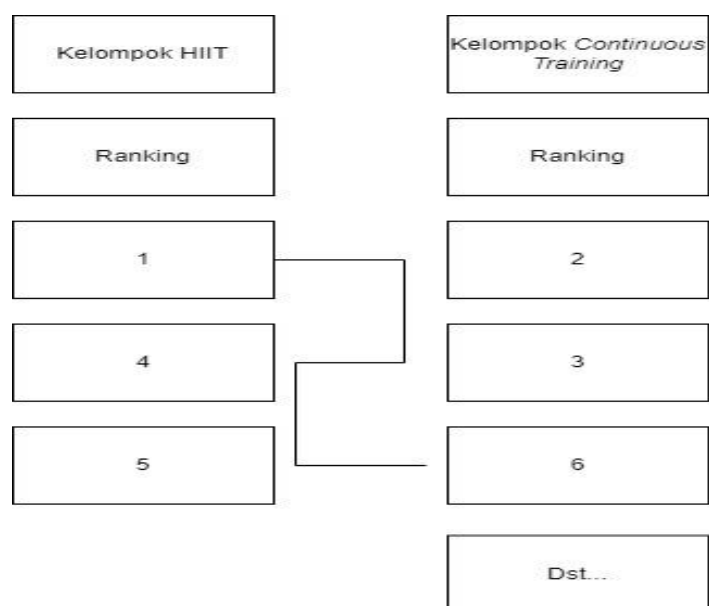 Kelompok HIIT
Kelompok Continuous
Training
Ranking
Ranking
1
2
4
3
5
6
Dst...